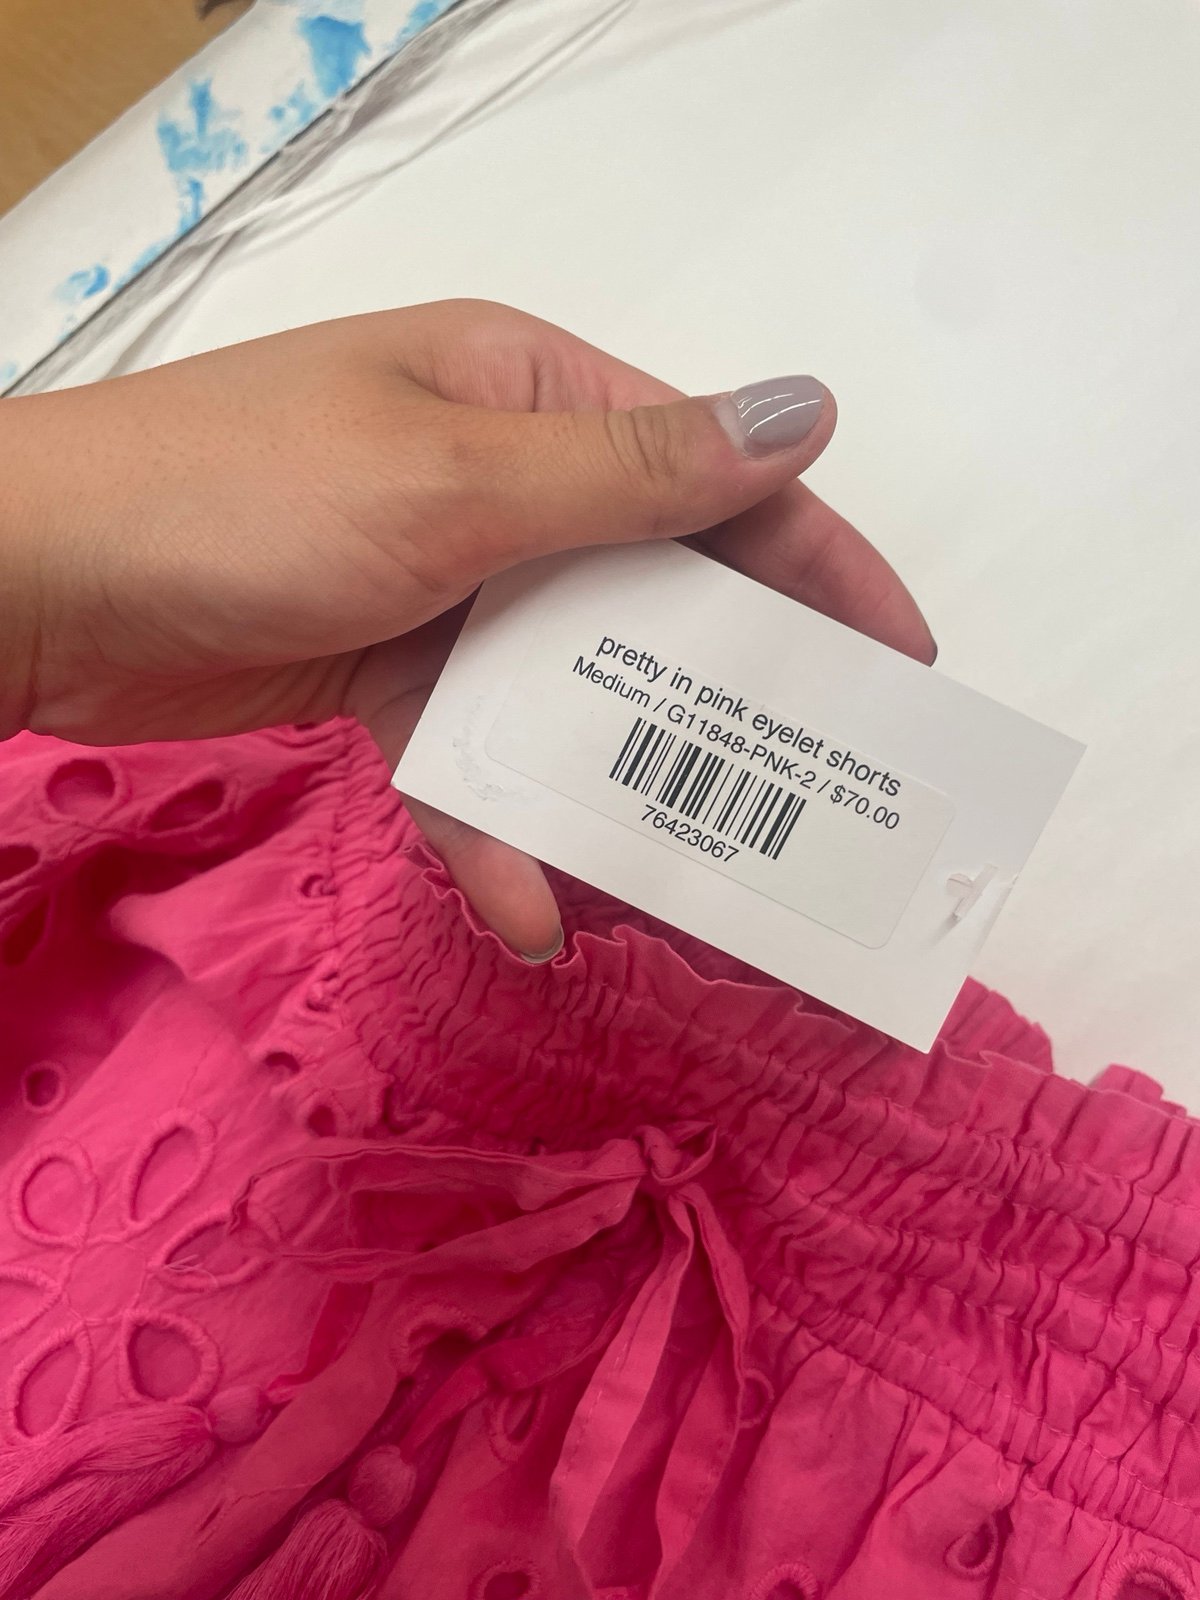 pretty in pink eyelet shorts
Medium / G11848-PNK-2 / $70.00
76423067